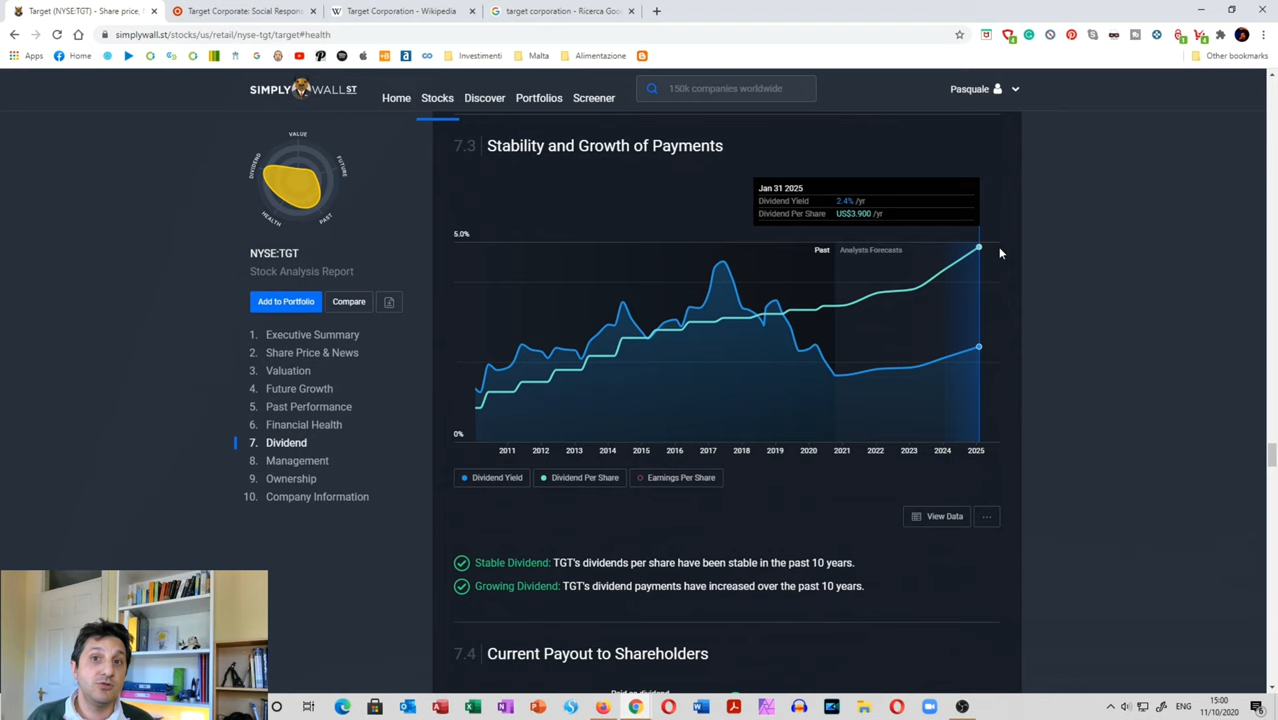 Target (NYSE:TGT) - Share price,
Target Corporate: Social Respons
Target Corporation - Wikipedia
target corporation - Ricerca Goo
simplywall.st/stocks/us/retail/nyse-tgt/target#health
Apps
Home
Investimenti
Malta
Alimentazione
Other bookmarks
SIMPLY WALL ST
Home
Stocks
Discover
Portfolios
Screener
150k companies worldwide
Pasquale
VALUE
FUTURE
PAST
HEALTH
DIVIDEND
NYSE:TGT
Stock Analysis Report
Add to Portfolio
Compare
1. Executive Summary
2. Share Price & News
3. Valuation
4. Future Growth
5. Past Performance
6. Financial Health
7. Dividend
8. Management
9. Ownership
10. Company Information
7.3 Stability and Growth of Payments
Jan 31 2025
Dividend Yield 2.4% /yr
Dividend Per Share US$3.900 /yr
5.0%
Past
Analysts Forecasts
0%
2011 2012 2013 2014 2015 2016 2017 2018 2019 2020 2021 2022 2023 2024 2025
Dividend Yield
Dividend Per Share
Earnings Per Share
View Data
...
Stable Dividend: TGT's dividends per share have been stable in the past 10 years.
Growing Dividend: TGT's dividend payments have increased over the past 10 years.
7.4 Current Payout to Shareholders
Paid as dividend
ENG
15:00
11/10/2020